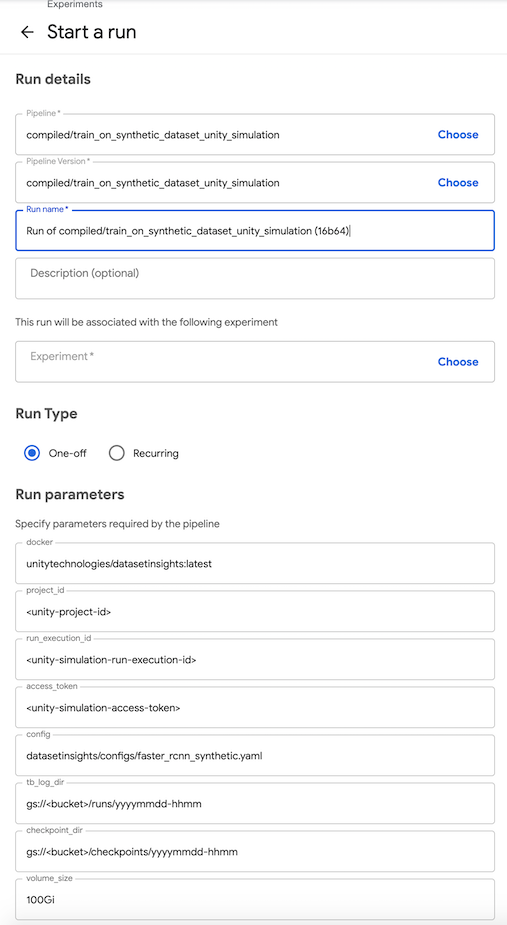 Experiments
Start a run
Run details
Pipeline *
compiled/train_on_synthetic_dataset_unity_simulation
Choose
Pipeline Version *
compiled/train_on_synthetic_dataset_unity_simulation
Choose
Run name *
Run of compiled/train_on_synthetic_dataset_unity_simulation (16b64)
Description (optional)
This run will be associated with the following experiment
Experiment *
Choose
Run Type
One-off
Recurring
Run parameters
Specify parameters required by the pipeline
docker
unitytechnologies/datasetinsights:latest
project_id
<unity-project-id>
run_execution_id
<unity-simulation-run-execution-id>
access_token
<unity-simulation-access-token>
config
datasetinsights/configs/faster_rcnn_synthetic.yaml
tb_log_dir
gs://<bucket>/runs/yyyymmdd-hhmm
checkpoint_dir
gs://<bucket>/checkpoints/yyyymmdd-hhmm
volume_size
100Gi